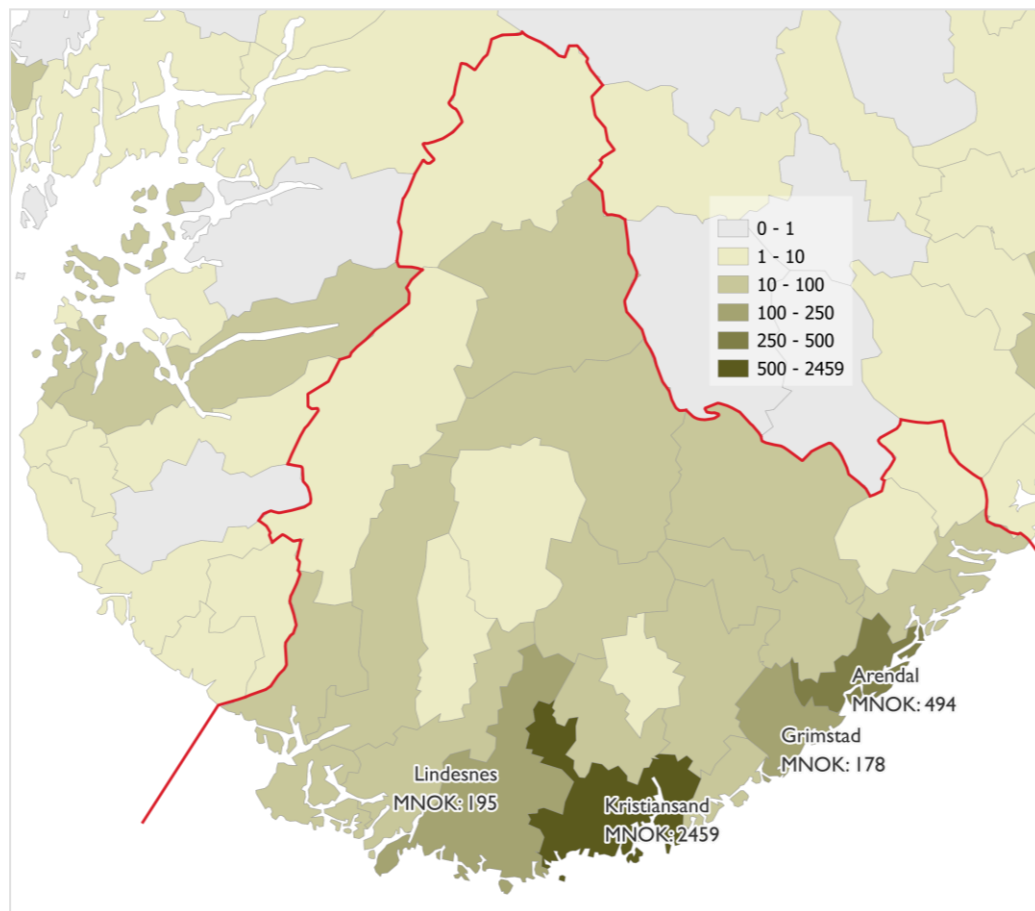 0 - 1
1 - 10
10 - 100
100 - 250
250 - 500
500 - 2459
Arendal
MNOK: 494
Grimstad
MNOK: 178
Lindesnes
MNOK: 195
Kristiansand
MNOK: 2459